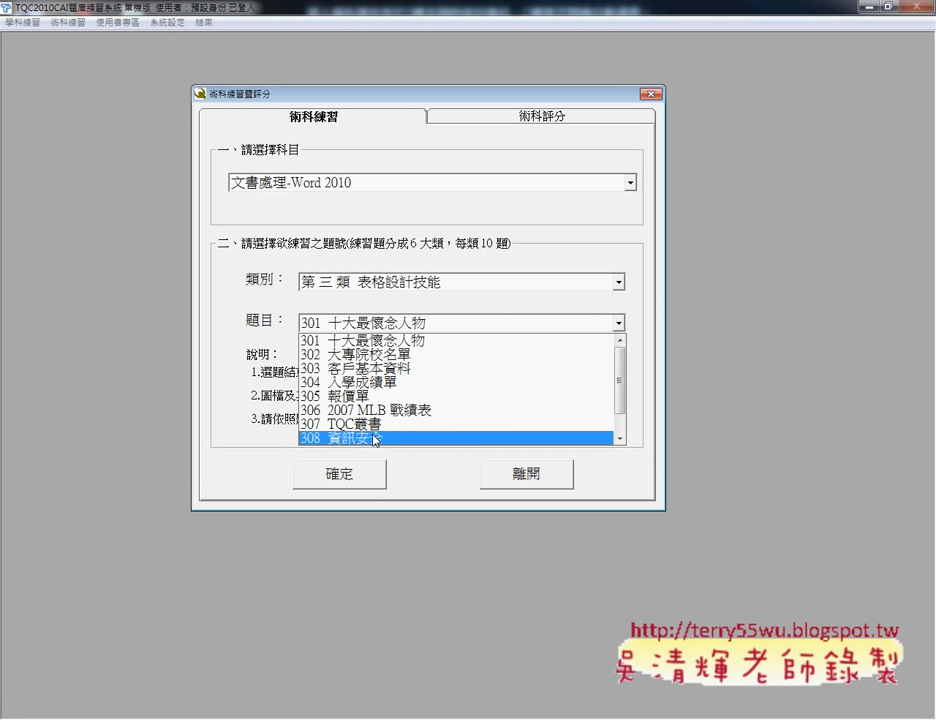 TQC2010CAI題庫練習系統 單機版 使用者：預設身份 已登入
學科練習 術科練習 使用者專區 系統設定 結束
術科練習暨評分
術科練習 術科評分
一、請選擇科目
文書處理-Word 2010
二、請選擇欲練習之題號(練習題分成 6 大類，每類 10 題)
類別： 第 三 類 表格設計技能
題目： 301 十大最懷念人物
301 十大最懷念人物
說明： 302 大專院校名單
303 客戶基本資料
1.選題結
304 入學成績單
2.圖檔及 305 報價單
306 2007 MLB 戰績表
3.請依照 307 TQC叢書
308 資訊安全
確定 離開
http://terry55wu.blogspot.tw
吳清輝老師錄製